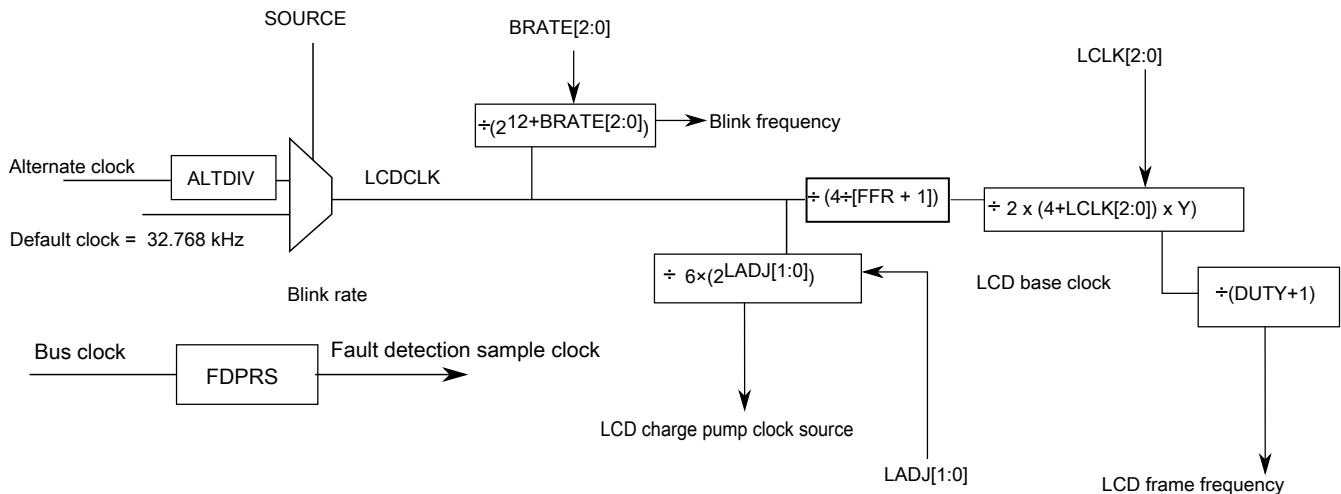 SOURCE
BRATE[2:0]
LCLK[2:0]
÷(2^12+BRATE[2:0])
Blink frequency
Alternate clock
ALTDIV
LCDCLK
÷ (4÷[FFR + 1])
÷ 2 x (4+LCLK[2:0]) x Y)
Default clock = 32.768 kHz
÷ 6×(2^LADJ[1:0])
LCD base clock
÷(DUTY+1)
Blink rate
Bus clock
FDPRS
Fault detection sample clock
LCD charge pump clock source
LADJ[1:0]
LCD frame frequency